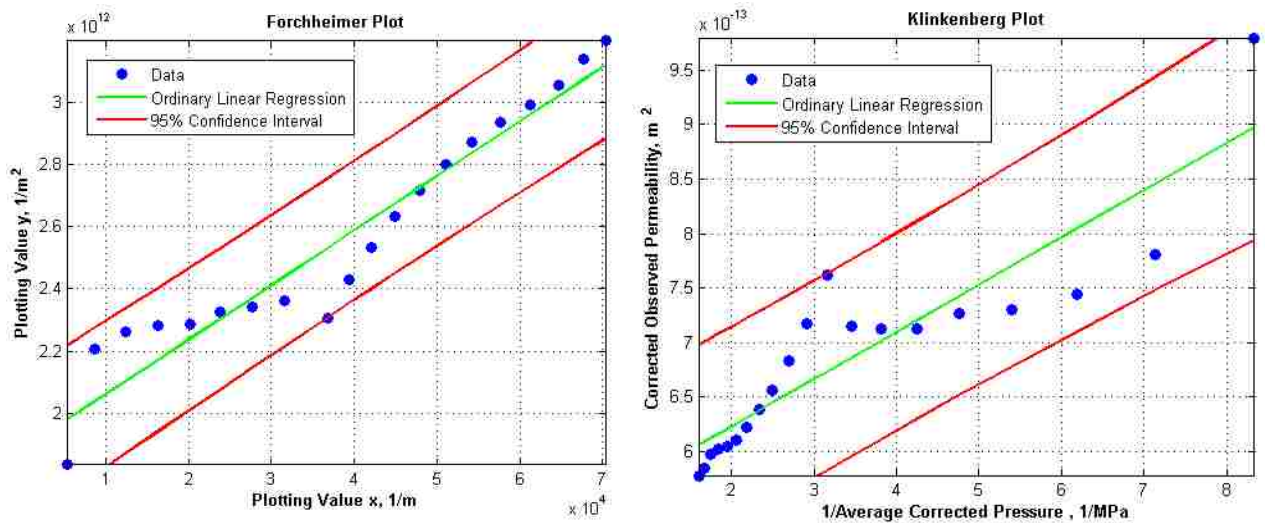 Forchheimer Plot
x 10^12
Data
Ordinary Linear Regression
95% Confidence Interval
3
2.8
2.6
2.4
2.2
2
Plotting Value y, 1/m^2
1 2 3 4 5 6 7
x 10^4
Plotting Value x, 1/m
Klinkenberg Plot
x 10^-13
Data
Ordinary Linear Regression
95% Confidence Interval
9.5
9
8.5
8
7.5
7
6.5
6
Corrected Observed Permeability, m^2
2 3 4 5 6 7 8
1/Average Corrected Pressure , 1/MPa